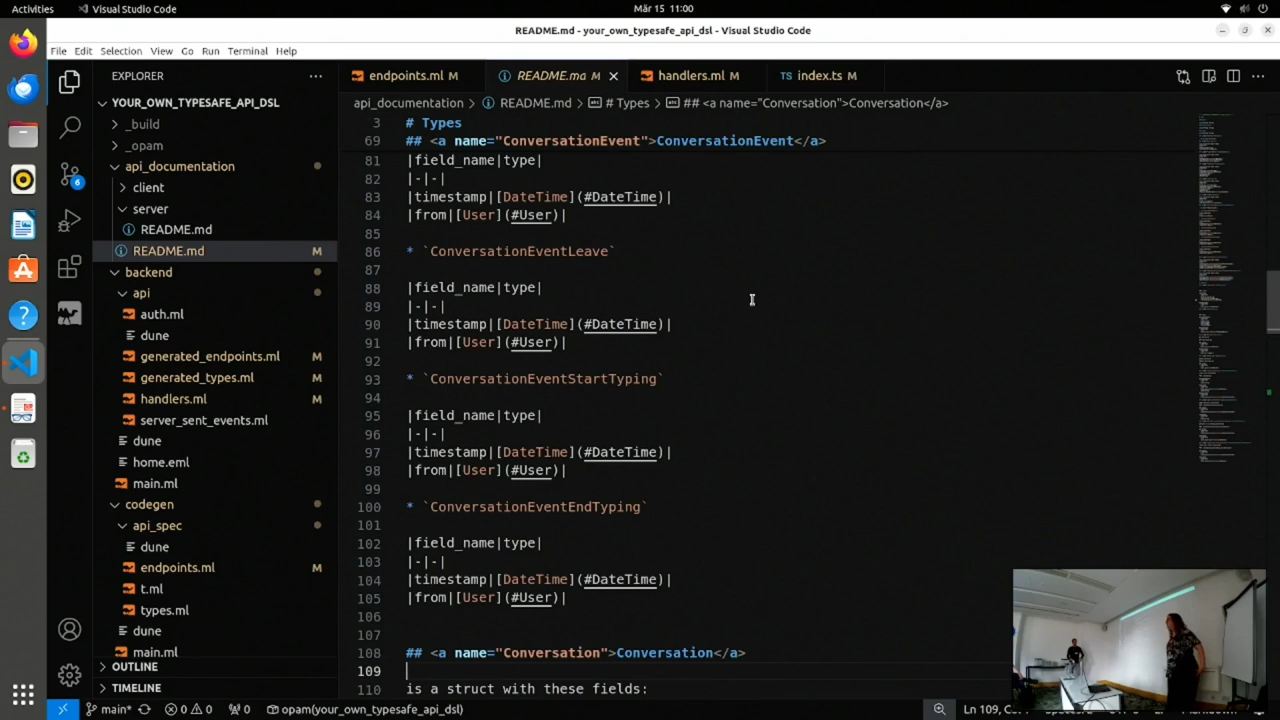 Activities
Visual Studio Code
Mär 15 11:00
README.md - your_own_typesafe_api_dsl - Visual Studio Code
File Edit Selection View Go Run Terminal Help
EXPLORER
YOUR_OWN_TYPESAFE_API_DSL
_build
_opam
api_documentation
client
server
README.md
README.md M
backend
api
auth.ml
dune
generated_endpoints.ml M
generated_types.ml M
handlers.ml M
server_sent_events.ml
dune
home.eml
main.ml
codegen
api_spec
dune
endpoints.ml M
t.ml
types.ml
dune
main.ml
OUTLINE
TIMELINE
6
endpoints.ml M
README.md M
handlers.ml M
index.ts M
api_documentation > README.md > # Types > ## <a name="Conversation">Conversation</a>
3 # Types
69 ## <a name="ConversationEvent">ConversationEvent</a>
81 |field_name|type|
82 |-|-|
83 |timestamp|[DateTime](#DateTime)|
84 |from|[User](#User)|
85
86 * `ConversationEventLeave`
87
88 |field_name|type|
89 |-|-|
90 |timestamp|[DateTime](#DateTime)|
91 |from|[User](#User)|
92
93 * `ConversationEventStartTyping`
94
95 |field_name|type|
96 |-|-|
97 |timestamp|[DateTime](#DateTime)|
98 |from|[User](#User)|
99
100 * `ConversationEventEndTyping`
101
102 |field_name|type|
103 |-|-|
104 |timestamp|[DateTime](#DateTime)|
105 |from|[User](#User)|
106
107
108 ## <a name="Conversation">Conversation</a>
109
110 is a struct with these fields:
main* 0 0 0 opam(your_own_typesafe_api_dsl)
Ln 109,